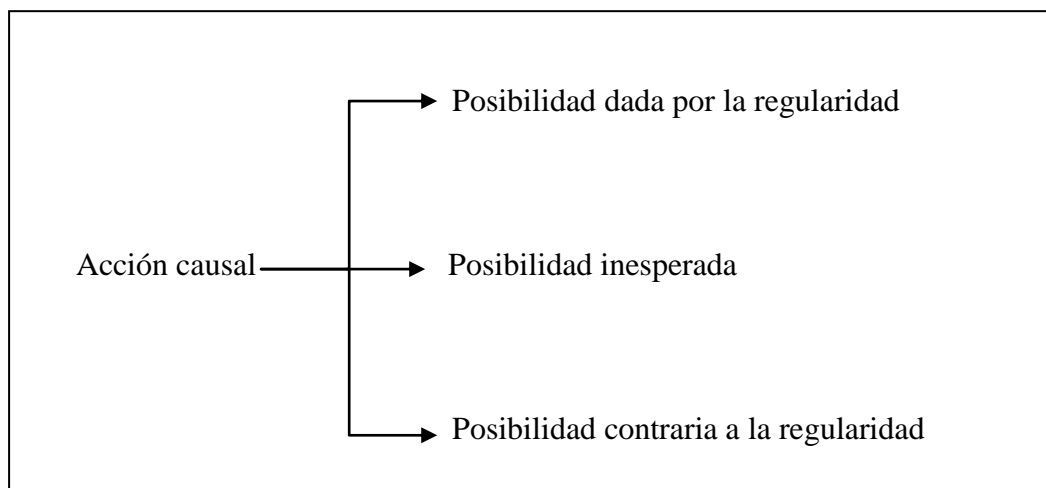 Posibilidad dada por la regularidad
Acción causal
Posibilidad inesperada
Posibilidad contraria a la regularidad